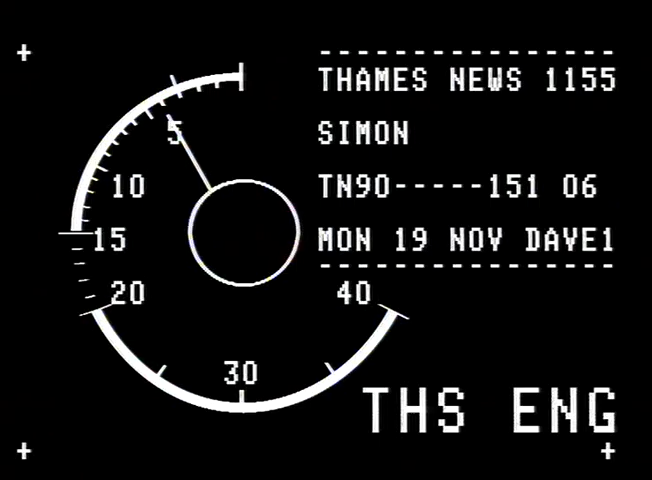 THAMES NEWS 1155
SIMON
TN90-----151 06
MON 19 NOV DAVE1
5
10
15
20
30
40
THS ENG